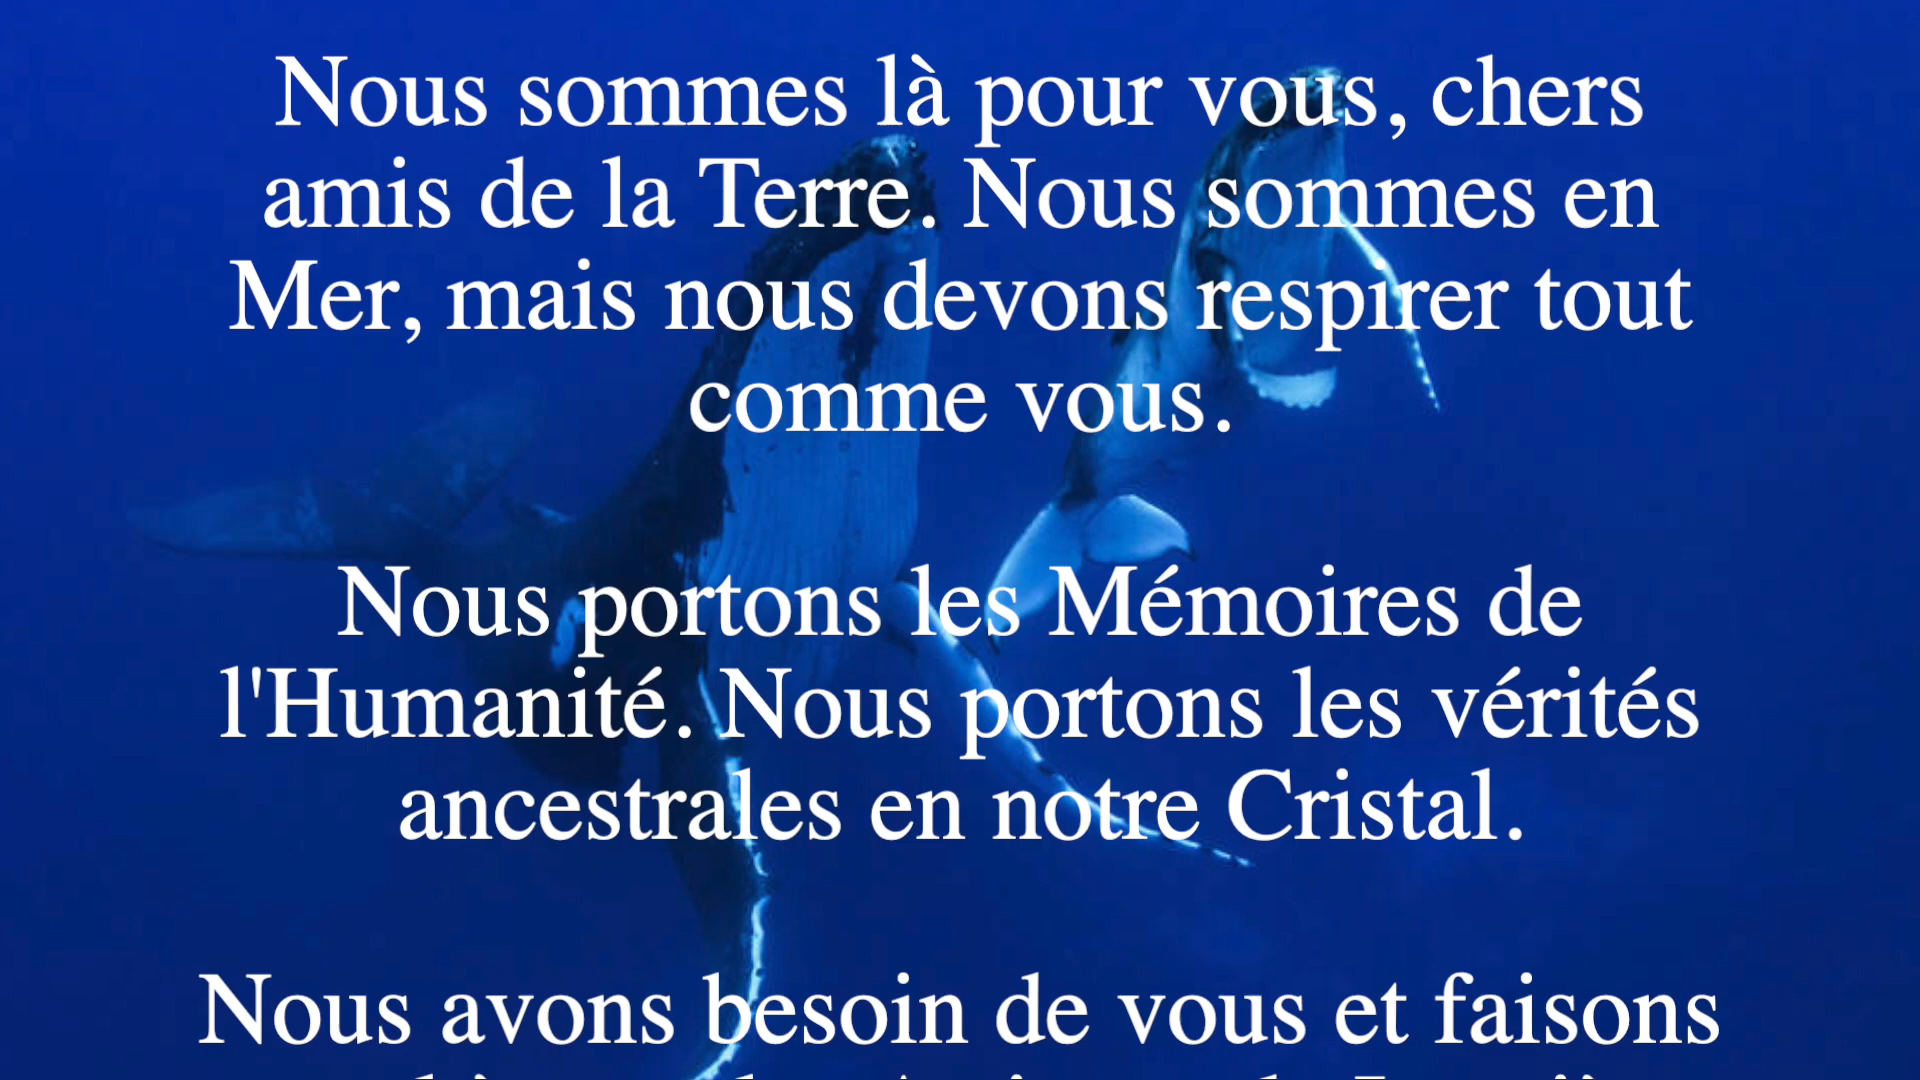 Nous sommes là pour vous, chers
amis de la Terre. Nous sommes en
Mer, mais nous devons respirer tout
comme vous.
Nous portons les Mémoires de
l'Humanité. Nous portons les vérités
ancestrales en notre Cristal.
Nous avons besoin de vous et faisons